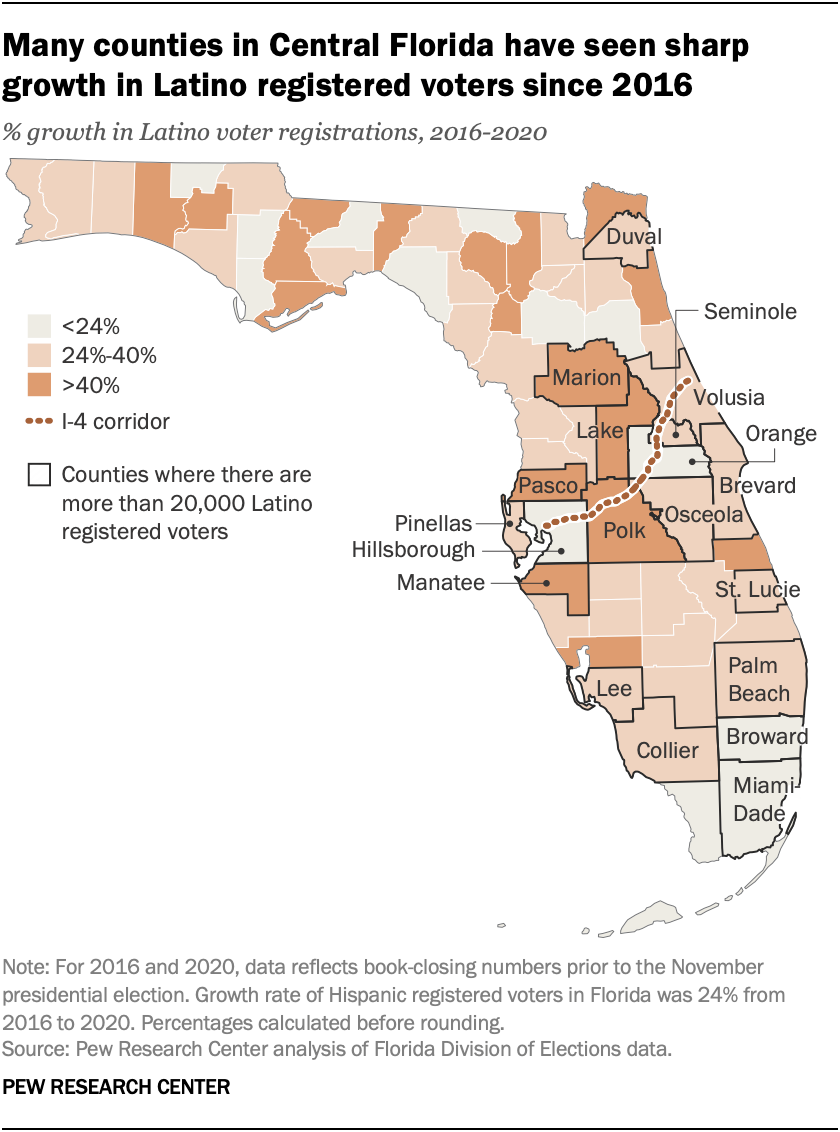 Many counties in Central Florida have seen sharp
growth in Latino registered voters since 2016
% growth in Latino voter registrations, 2016-2020
Duval
Seminole
<24%
24%-40%
>40%
I-4 corridor
Counties where there are
more than 20,000 Latino
registered voters
Marion
Volusia
Lake
Orange
Pasco
Brevard
Osceola
Pinellas
Polk
Hillsborough
Manatee
St. Lucie
Palm
Beach
Lee
Broward
Collier
Miami-
Dade
Note: For 2016 and 2020, data reflects book-closing numbers prior to the November
presidential election. Growth rate of Hispanic registered voters in Florida was 24% from
2016 to 2020. Percentages calculated before rounding.
Source: Pew Research Center analysis of Florida Division of Elections data.
PEW RESEARCH CENTER